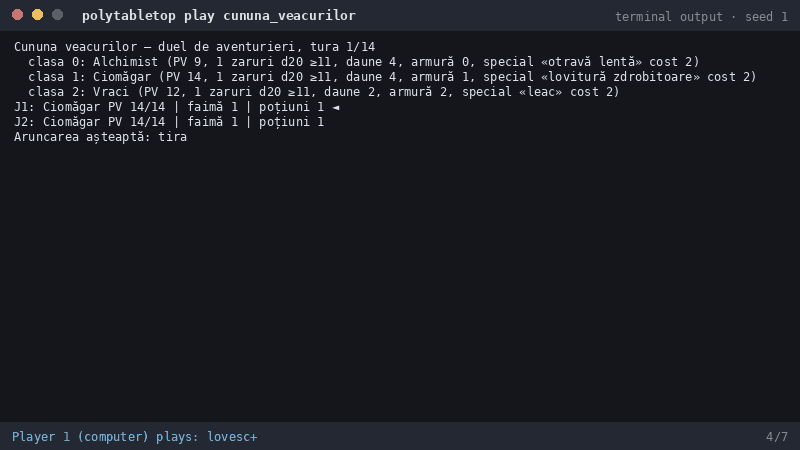 polytabletop play cununa_veacurilor
terminal output · seed 1
Cununa veacurilor — duel de aventurieri, tura 1/14
clasa 0: Alchimist (PV 9, 1 zaruri d20 ≥11, daune 4, armură 0, special «otravă lentă» cost 2)
clasa 1: Ciomăgar (PV 14, 1 zaruri d20 ≥11, daune 4, armură 1, special «lovitură zdrobitoare» cost 2)
clasa 2: Vraci (PV 12, 1 zaruri d20 ≥11, daune 2, armură 2, special «leac» cost 2)
J1: Ciomăgar PV 14/14 | faimă 1 | poțiuni 1 ◄
J2: Ciomăgar PV 14/14 | faimă 1 | poțiuni 1
Aruncarea așteaptă: tira
Player 1 (computer) plays: lovesc+
4/7